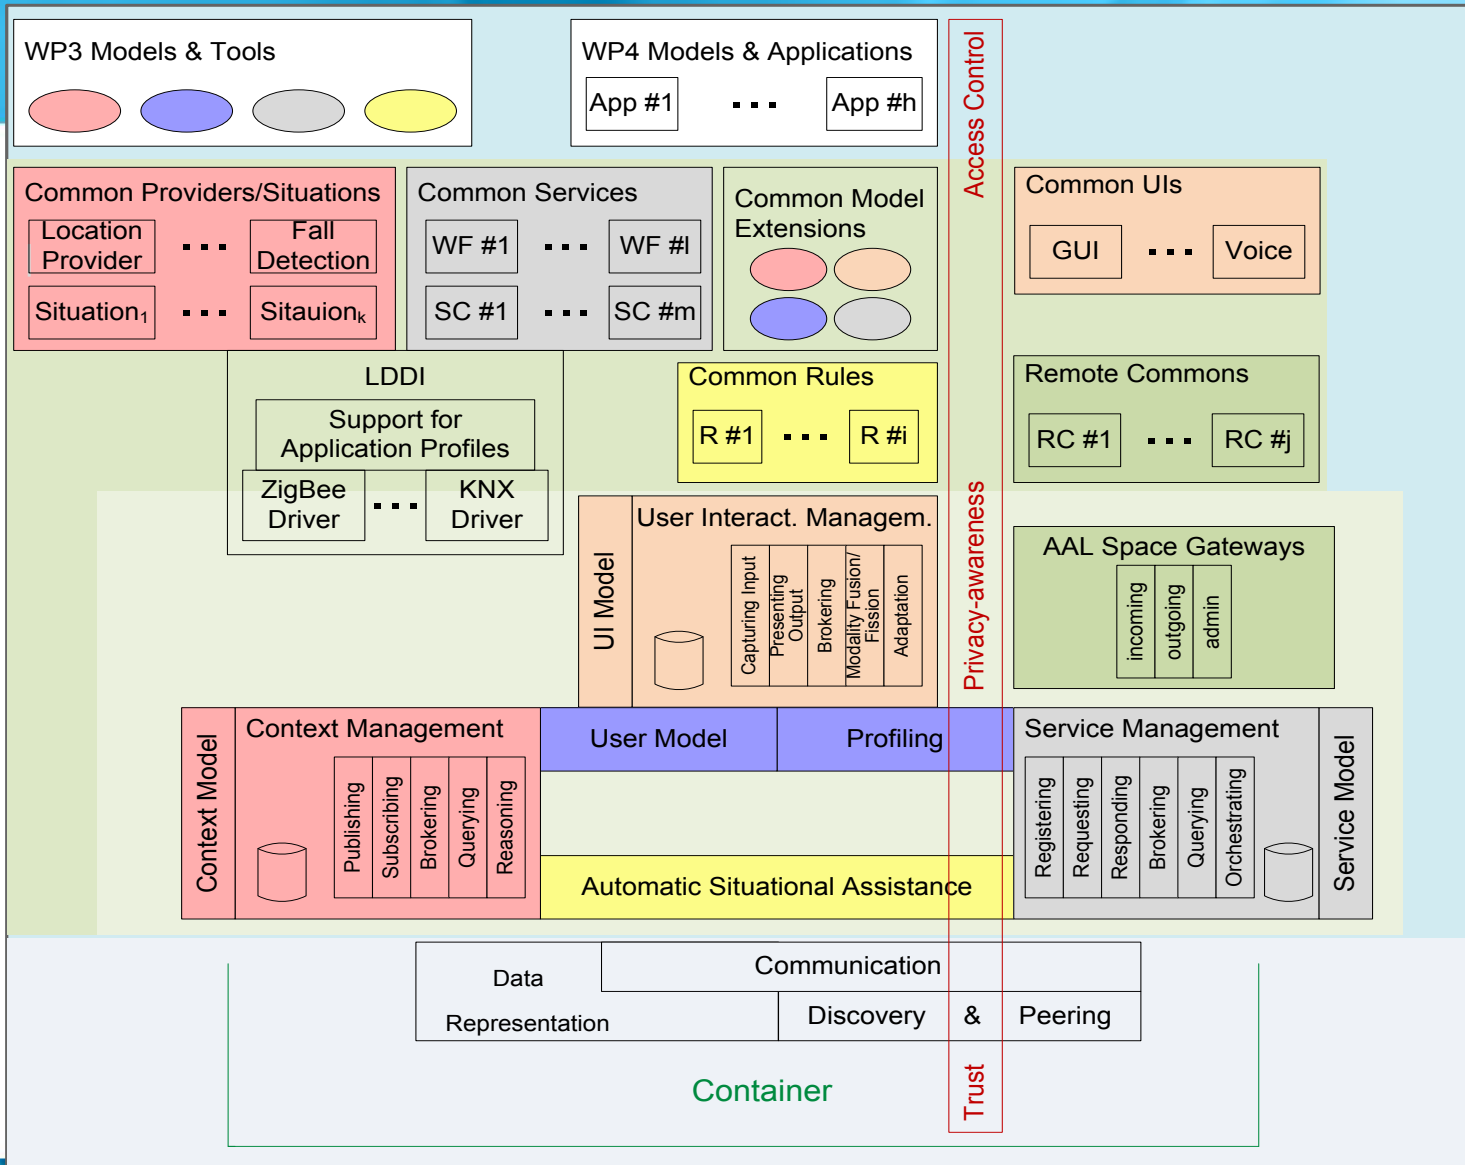 WP3 Models & Tools
WP4 Models & Applications
App #1
App #h
Access Control
Common Providers/Situations
Location
Provider
Fall
Detection
Situation1
Sitauionk
Common Services
WF #1
WF #l
SC #1
SC #m
Common Model
Extensions
Common UIs
GUI
Voice
LDDI
Support for
Application Profiles
ZigBee
Driver
KNX
Driver
Common Rules
R #1
R #i
Remote Commons
RC #1
RC #j
Privacy-awareness
UI Model
User Interact. Managem.
Capturing Input
Presenting
Output
Brokering
Modality Fusion/
Fission
Adaptation
AAL Space Gateways
incoming
outgoing
admin
Context Model
Context Management
Publishing
Subscribing
Brokering
Querying
Reasoning
User Model
Profiling
Automatic Situational Assistance
Service Management
Registering
Requesting
Responding
Brokering
Querying
Orchestrating
Service Model
Data
Representation
Communication
Discovery & Peering
Trust
Container